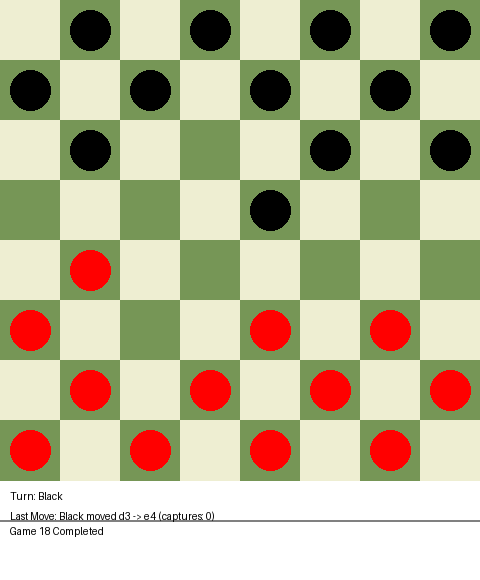 Turn: Black
Last Move: Black moved d3 -> e4 (captures: 0)
Game 18 Completed